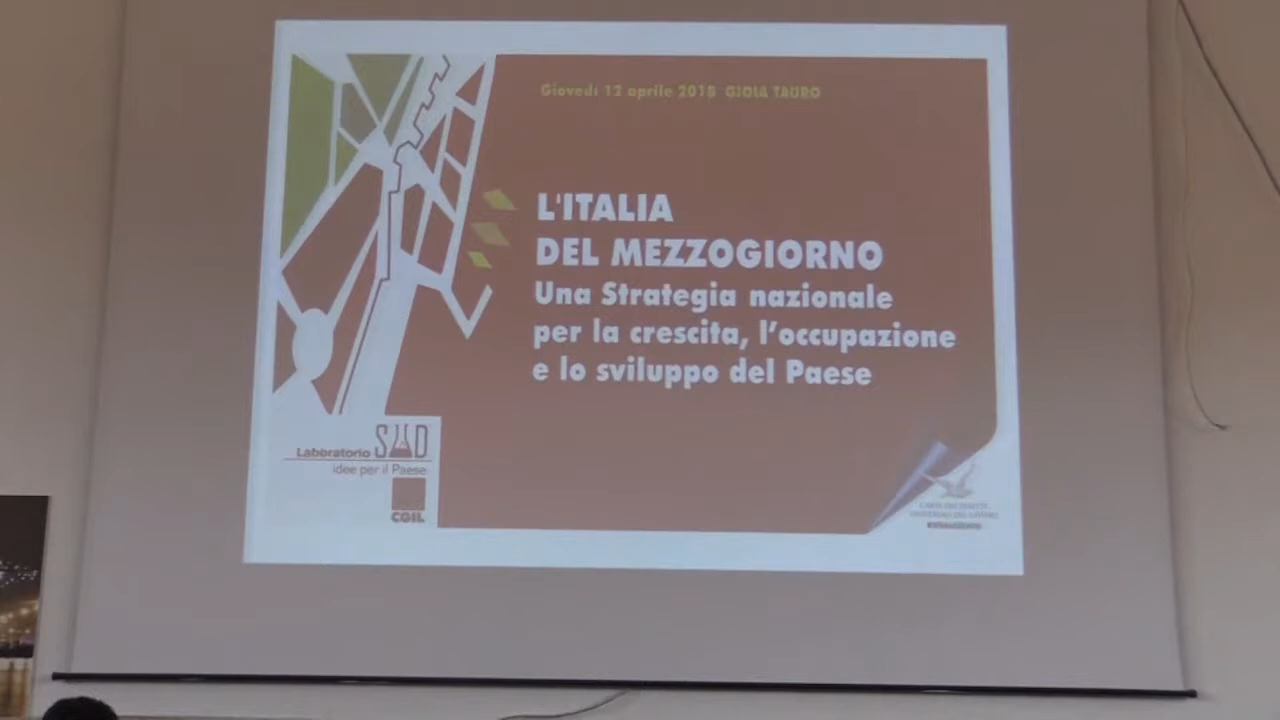 Giovedì 12 aprile 2018 GIOIA TAURO
L'ITALIA
DEL MEZZOGIORNO
Una Strategia nazionale
per la crescita, l'occupazione
e lo sviluppo del Paese
Laboratorio SUD
idee per il Paese
CGIL